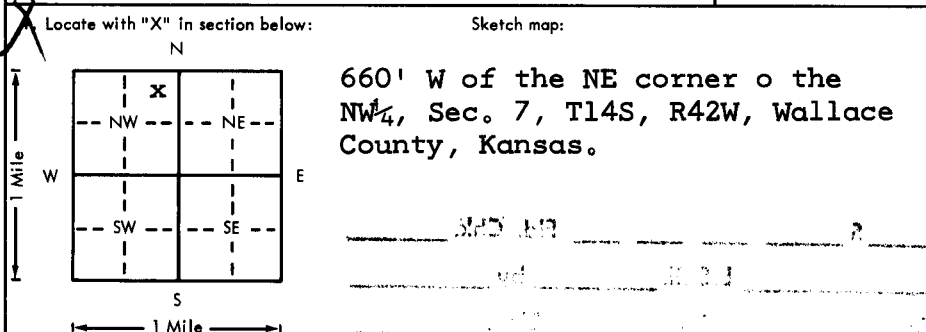 Locate with "X" in section below:
Sketch map:
N
x
NW
NE
W
E
SW
SE
S
1 Mile
1 Mile
660' W of the NE corner o the
NW¼, Sec. 7, T14S, R42W, Wallace
County, Kansas.